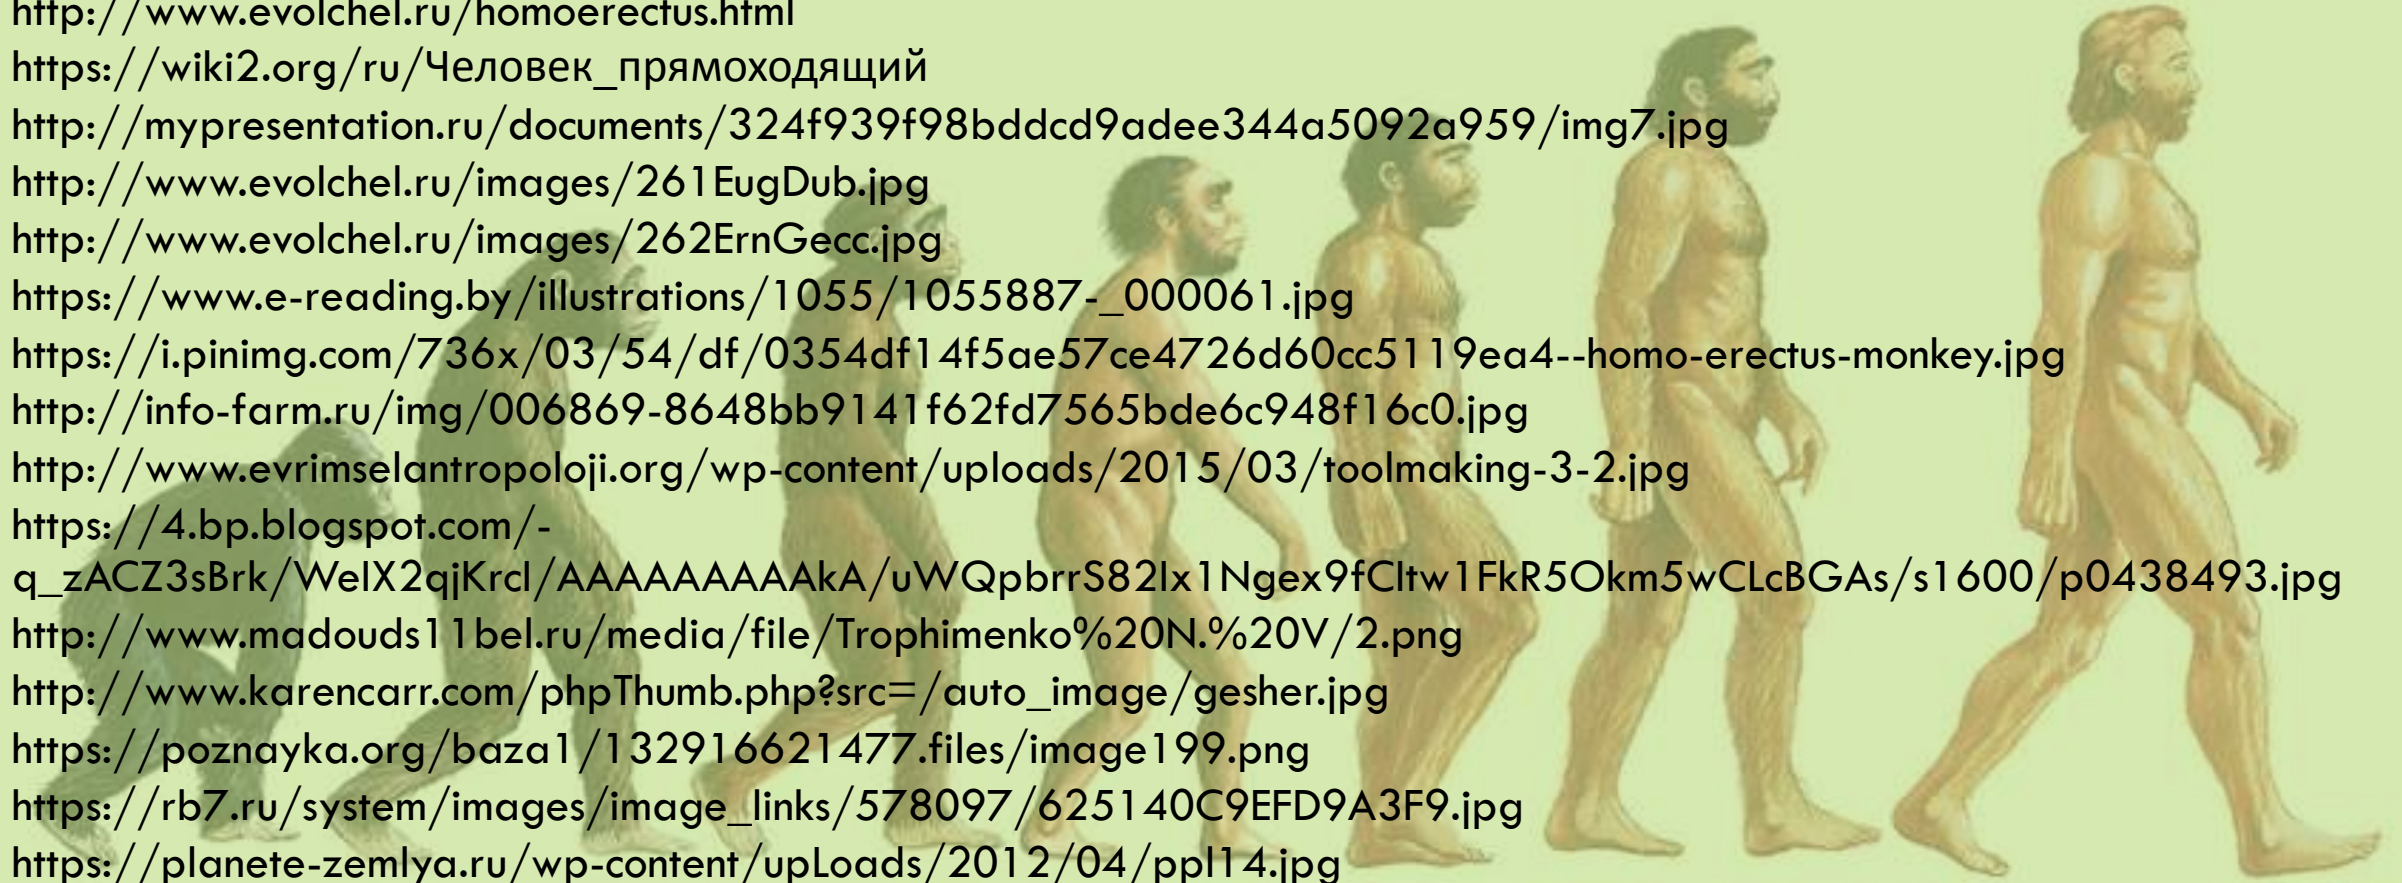 http://www.evolchel.ru/homoerectus.html
https://wiki2.org/ru/Человек_прямоходящий
http://mypresentation.ru/documents/324f939f98bddcd9adee344a5092a959/img7.jpg
http://www.evolchel.ru/images/261EugDub.jpg
http://www.evolchel.ru/images/262ErnGecc.jpg
https://www.e-reading.by/illustrations/1055/1055887-_000061.jpg
https://i.pinimg.com/736x/03/54/df/0354df14f5ae57ce4726d60cc5119ea4--homo-erectus-monkey.jpg
http://info-farm.ru/img/006869-8648bb9141f62fd7565bde6c948f16c0.jpg
http://www.evrimselantropoloji.org/wp-content/uploads/2015/03/toolmaking-3-2.jpg
https://4.bp.blogspot.com/-
q_zACZ3sBrk/WeIX2qjKrcI/AAAAAAAAAkA/uWQpbrrS82Ix1Ngex9fCItw1FkR5Okm5wCLcBGAs/s1600/p0438493.jpg
http://www.madouds11bel.ru/media/file/Trophimenko%20N.%20V/2.png
http://www.karencarr.com/phpThumb.php?src=/auto_image/gesher.jpg
https://poznayka.org/baza1/132916621477.files/image199.png
https://rb7.ru/system/images/image_links/578097/625140C9EFD9A3F9.jpg
https://planete-zemlya.ru/wp-content/upLoads/2012/04/ppl14.jpg